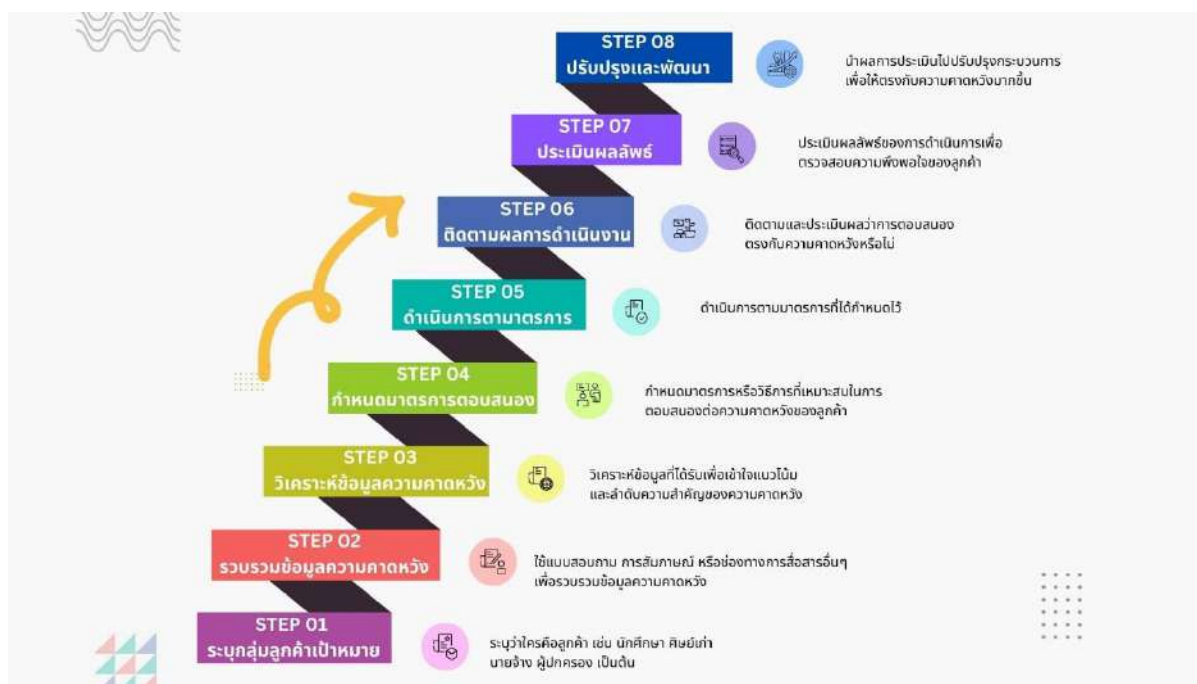 STEP 08
ปรับปรุงและพัฒนา
นำผลการประเมินไปปรับปรุงกระบวนการ
เพื่อให้ตรงกับความคาดหวังมากขึ้น
STEP 07
ประเมินผลลัพธ์
ประเมินผลลัพธ์ของการดำเนินการเพื่อ
ตรวจสอบความพึงพอใจของลูกค้า
STEP 06
ติดตามผลการดำเนินงาน
ติดตามและประเมินผลว่าการตอบสนอง
ตรงกับความคาดหวังหรือไม่
STEP 05
ดำเนินการตามาตรการ
ดำเนินการตามมาตรการที่ได้กำหนดไว้
STEP 04
กำหนดมาตรการตอบสนอง
กำหนดมาตรการหรือวิธีการที่เหมาะสมในการ
ตอบสนองต่อความคาดหวังของลูกค้า
STEP 03
วิเคราะห์ข้อมูลความคาดหวัง
วิเคราะห์ข้อมูลที่ได้รับเพื่อเข้าใจแนวโน้ม
และลำดับความสำคัญของความคาดหวัง
STEP 02
รวบรวมข้อมูลความคาดหวัง
ใช้แบบสอบถาม การสัมภาษณ์ หรือช่องทางการสื่อสารอื่นๆ
เพื่อรวบรวมข้อมูลความคาดหวัง
STEP 01
ระบุกลุ่มลูกค้าเป้าหมาย
ระบุว่าใครคือลูกค้า เช่น นักศึกษา ศิษย์เก่า
นายจ้าง ผู้ปกครอง เป็นต้น